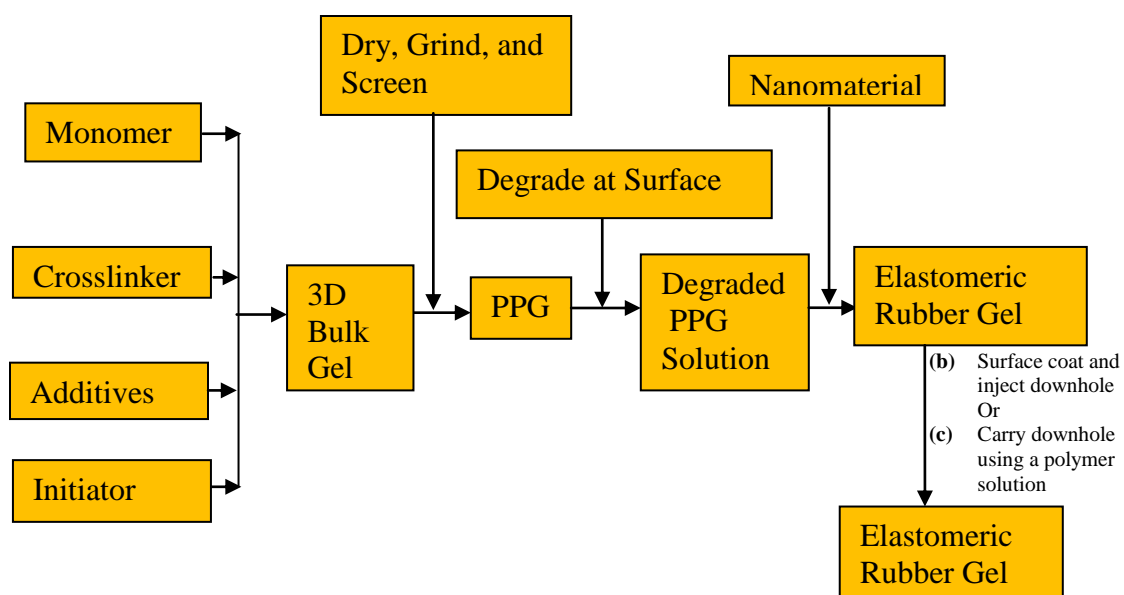 Dry, Grind, and
Screen
Nanomaterial
Monomer
Degrade at Surface
Crosslinker
3D
Bulk
Gel
PPG
Degraded
PPG
Solution
Elastomeric
Rubber Gel
Additives
Initiator
(b) Surface coat and
inject downhole
Or
(c) Carry downhole
using a polymer
solution
Elastomeric
Rubber Gel